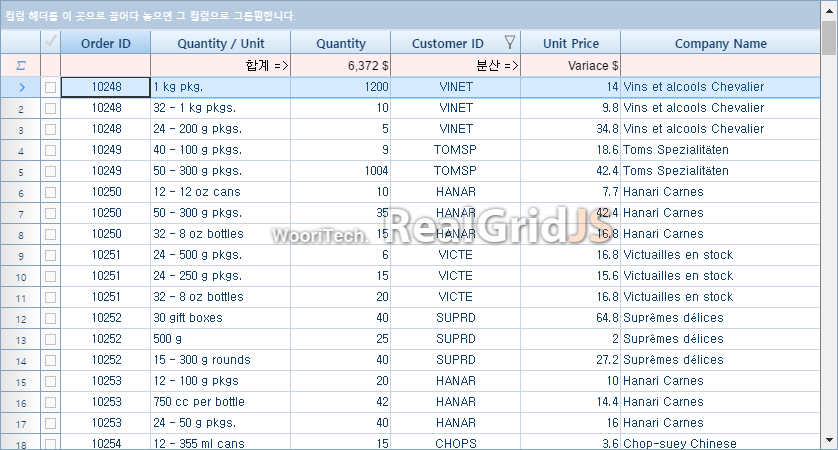 컬럼 헤더를 이 곳으로 끌어다 놓으면 그 컬럼으로 그룹핑합니다.
Order ID Quantity / Unit Quantity Customer ID Unit Price Company Name
Σ 합계 => 6,372 $ 분산 => Variace $
10248 1 kg pkg. 1200 VINET 14 Vins et alcools Chevalier
2 10248 32 - 1 kg pkgs. 10 VINET 9.8 Vins et alcools Chevalier
3 10248 24 - 200 g pkgs. 5 VINET 34.8 Vins et alcools Chevalier
4 10249 40 - 100 g pkgs. 9 TOMSP 18.6 Toms Spezialitäten
5 10249 50 - 300 g pkgs. 1004 TOMSP 42.4 Toms Spezialitäten
6 10250 12 - 12 oz cans 10 HANAR 7.7 Hanari Carnes
7 10250 50 - 300 g pkgs. 35 HANAR 42.4 Hanari Carnes
8 10250 32 - 8 oz bottles 15 HANAR 16.8 Hanari Carnes
WooriTech. RealGridJS
9 10251 24 - 500 g pkgs. 6 VICTE 16.8 Victuailles en stock
10 10251 24 - 250 g pkgs. 15 VICTE 15.6 Victuailles en stock
11 10251 32 - 8 oz bottles 20 VICTE 16.8 Victuailles en stock
12 10252 30 gift boxes 40 SUPRD 64.8 Suprêmes délices
13 10252 500 g 25 SUPRD 2 Suprêmes délices
14 10252 15 - 300 g rounds 40 SUPRD 27.2 Suprêmes délices
15 10253 12 - 100 g pkgs 20 HANAR 10 Hanari Carnes
16 10253 750 cc per bottle 42 HANAR 14.4 Hanari Carnes
17 10253 24 - 50 g pkgs. 40 HANAR 16 Hanari Carnes
18 10254 12 - 355 ml cans 15 CHOPS 3.6 Chop-suey Chinese